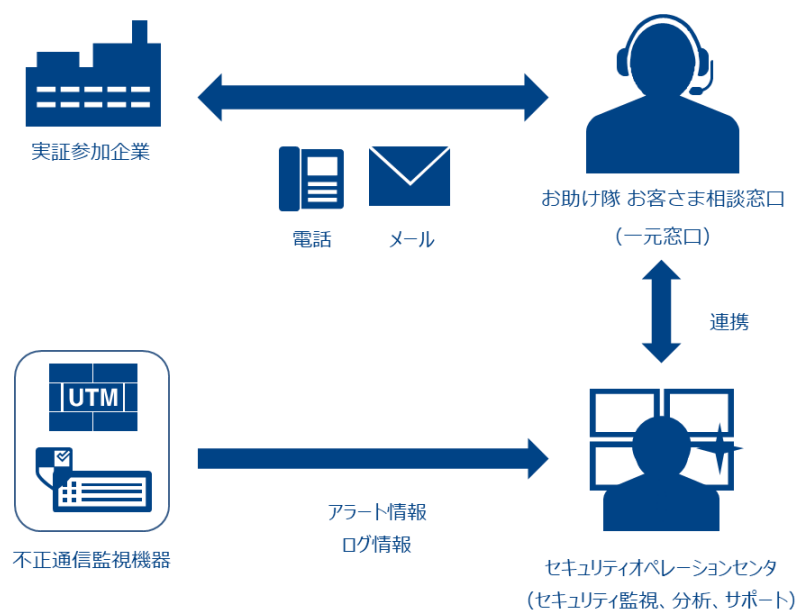 実証参加企業
電話
メール
お助け隊 お客さま相談窓口
（一元窓口）
連携
UTM
不正通信監視機器
アラート情報
ログ情報
セキュリティオペレーションセンタ
（セキュリティ監視、分析、サポート）